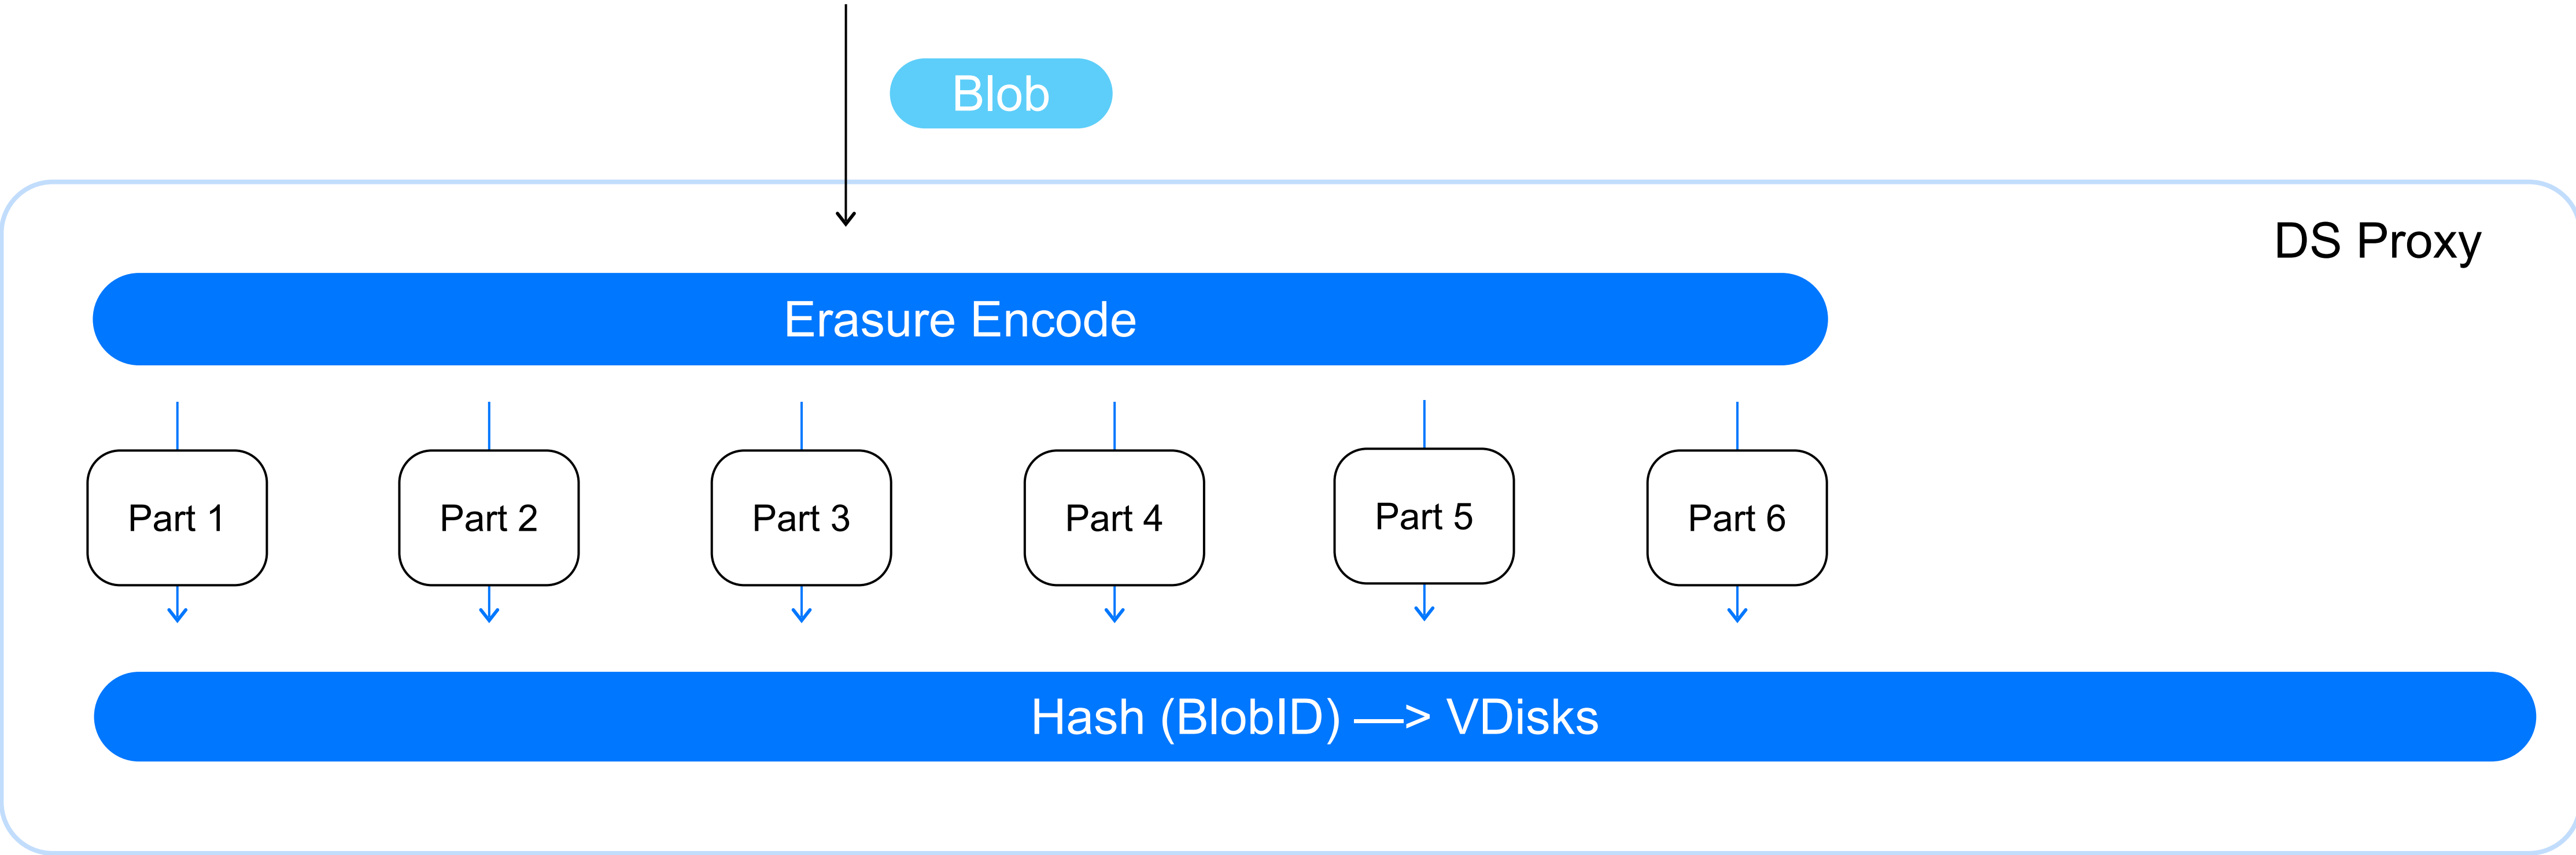 Blob
DS Proxy
Erasure Encode
Part 1
Part 2
Part 3
Part 4
Part 5
Part 6
Hash (BlobID) —> VDisks